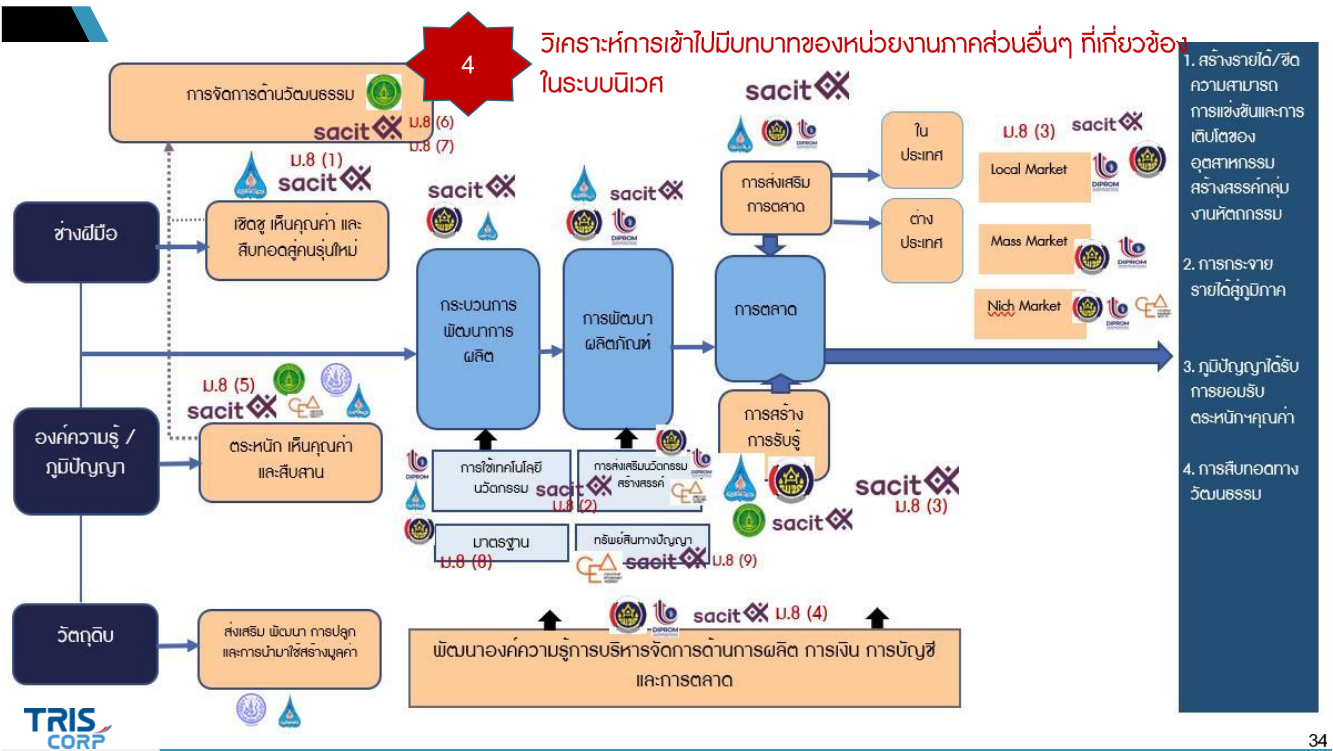 4
วิเคราะห์การเข้าไปมีบทบาทของหน่วยงานภาคส่วนอื่นๆ ที่เกี่ยวข้อง
ในระบบนิเวศ
การจัดการด้านวัฒนธรรม
sacit ม.8 (6)
ม.8 (7)
ม.8 (1)
sacit
ช่างฝีมือ
เชิดชู เห็นคุณค่า และ
สืบทอดสู่คนรุ่นใหม่
sacit
กระบวนการ
พัฒนาการ
ผลิต
sacit
DIPROM
การพัฒนา
ผลิตภัณฑ์
sacit
DIPROM
การส่งเสริม
การตลาด
ใน
ประเทศ
ต่าง
ประเทศ
การตลาด
ม.8 (3) sacit
Local Market
DIPROM
Mass Market
DIPROM
Nich Market
DIPROM
CEA
ม.8 (5)
sacit CEA
องค์ความรู้ /
ภูมิปัญญา
ตระหนัก เห็นคุณค่า
และสืบสาน
การสร้าง
การรับรู้
DIPROM
การใช้เทคโนโลยี
นวัตกรรม
sacit
ม.8 (2)
การส่งเสริมนวัตกรรม
สร้างสรรค์
DIPROM
CEA
sacit
sacit
ม.8 (3)
มาตรฐาน
ม.8 (8)
ทรัพย์สินทางปัญญา
CEA sacit ม.8 (9)
วัตถุดิบ
ส่งเสริม พัฒนา การปลูก
และการนำมาใช้สร้างมูลค่า
DIPROM
sacit ม.8 (4)
พัฒนาองค์ความรู้การบริหารจัดการด้านการผลิต การเงิน การบัญชี
และการตลาด
1. สร้างรายได้/ขีด
ความสามารถ
การแข่งขันและการ
เติบโตของ
อุตสาหกรรม
สร้างสรรค์กลุ่ม
งานหัตถกรรม
2. การกระจาย
รายได้สู่ภูมิภาค
3. ภูมิปัญญาได้รับ
การยอมรับ
ตระหนักฯคุณค่า
4. การสืบทอดทาง
วัฒนธรรม
TRIS
CORP
34